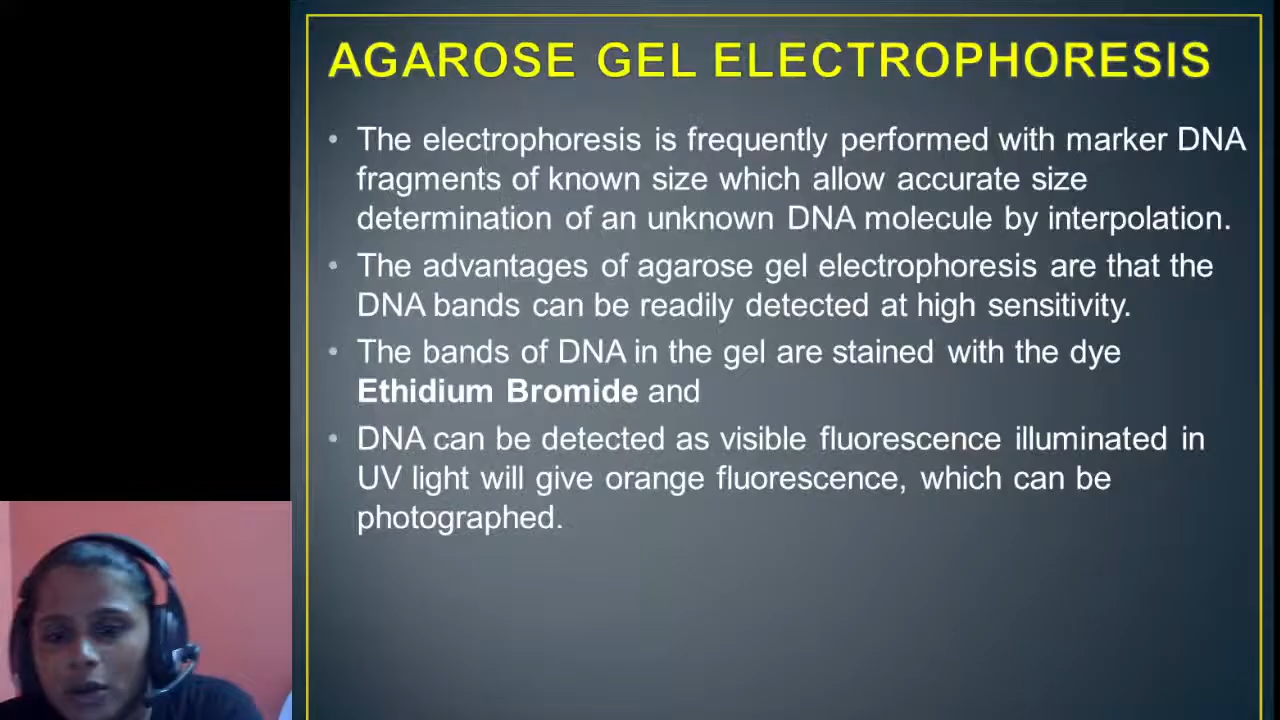 AGAROSE GEL ELECTROPHORESIS
• The electrophoresis is frequently performed with marker DNA
fragments of known size which allow accurate size
determination of an unknown DNA molecule by interpolation.
• The advantages of agarose gel electrophoresis are that the
DNA bands can be readily detected at high sensitivity.
• The bands of DNA in the gel are stained with the dye
Ethidium Bromide and
• DNA can be detected as visible fluorescence illuminated in
UV light will give orange fluorescence, which can be
photographed.